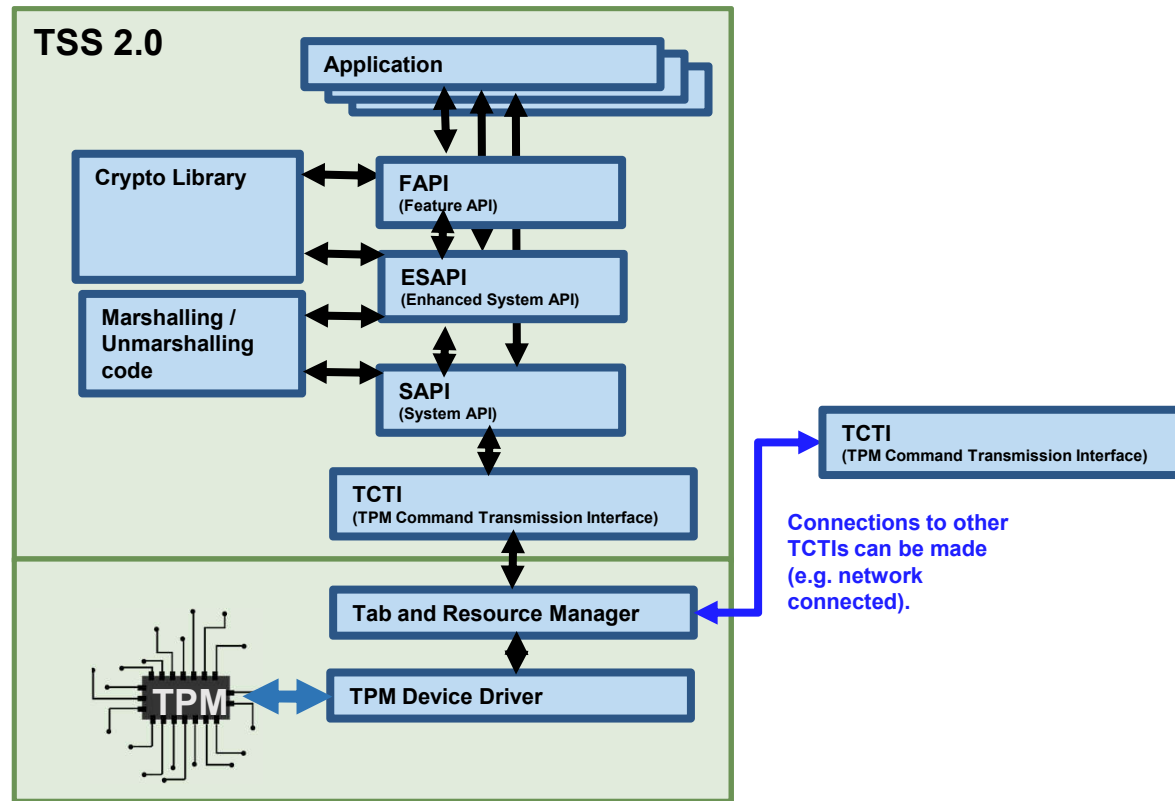 TSS 2.0
Application
Crypto Library
FAPI
(Feature API)
ESAPI
(Enhanced System API)
Marshalling /
Unmarshalling
code
SAPI
(System API)
TCTI
(TPM Command Transmission Interface)
TCTI
(TPM Command Transmission Interface)
Connections to other
TCTIs can be made
(e.g. network
connected).
Tab and Resource Manager
TPM Device Driver
TPM